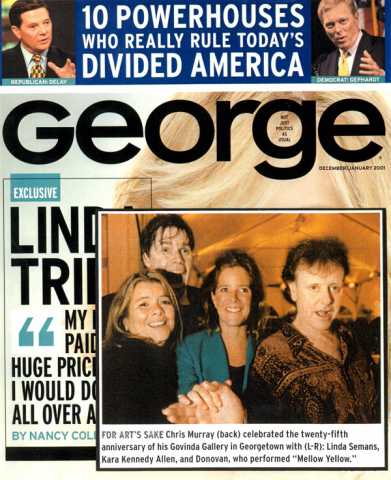 10 POWERHOUSES
WHO REALLY RULE TODAY'S
DIVIDED AMERICA
REPUBLICAN: DELAY
DEMOCRAT: GEPHARDT
George
NOT
JUST
POLITICS
AS
USUAL
DECEMBER/JANUARY 2001
EXCLUSIVE
LIND
TRI
“ MY
PAID
HUGE PRIC
I WOULD DO
ALL OVER A
BY NANCY COL
FOR ART'S SAKE Chris Murray (back) celebrated the twenty-fifth
anniversary of his Govinda Gallery in Georgetown with (L-R): Linda Semans,
Kara Kennedy Allen, and Donovan, who performed “Mellow Yellow.”